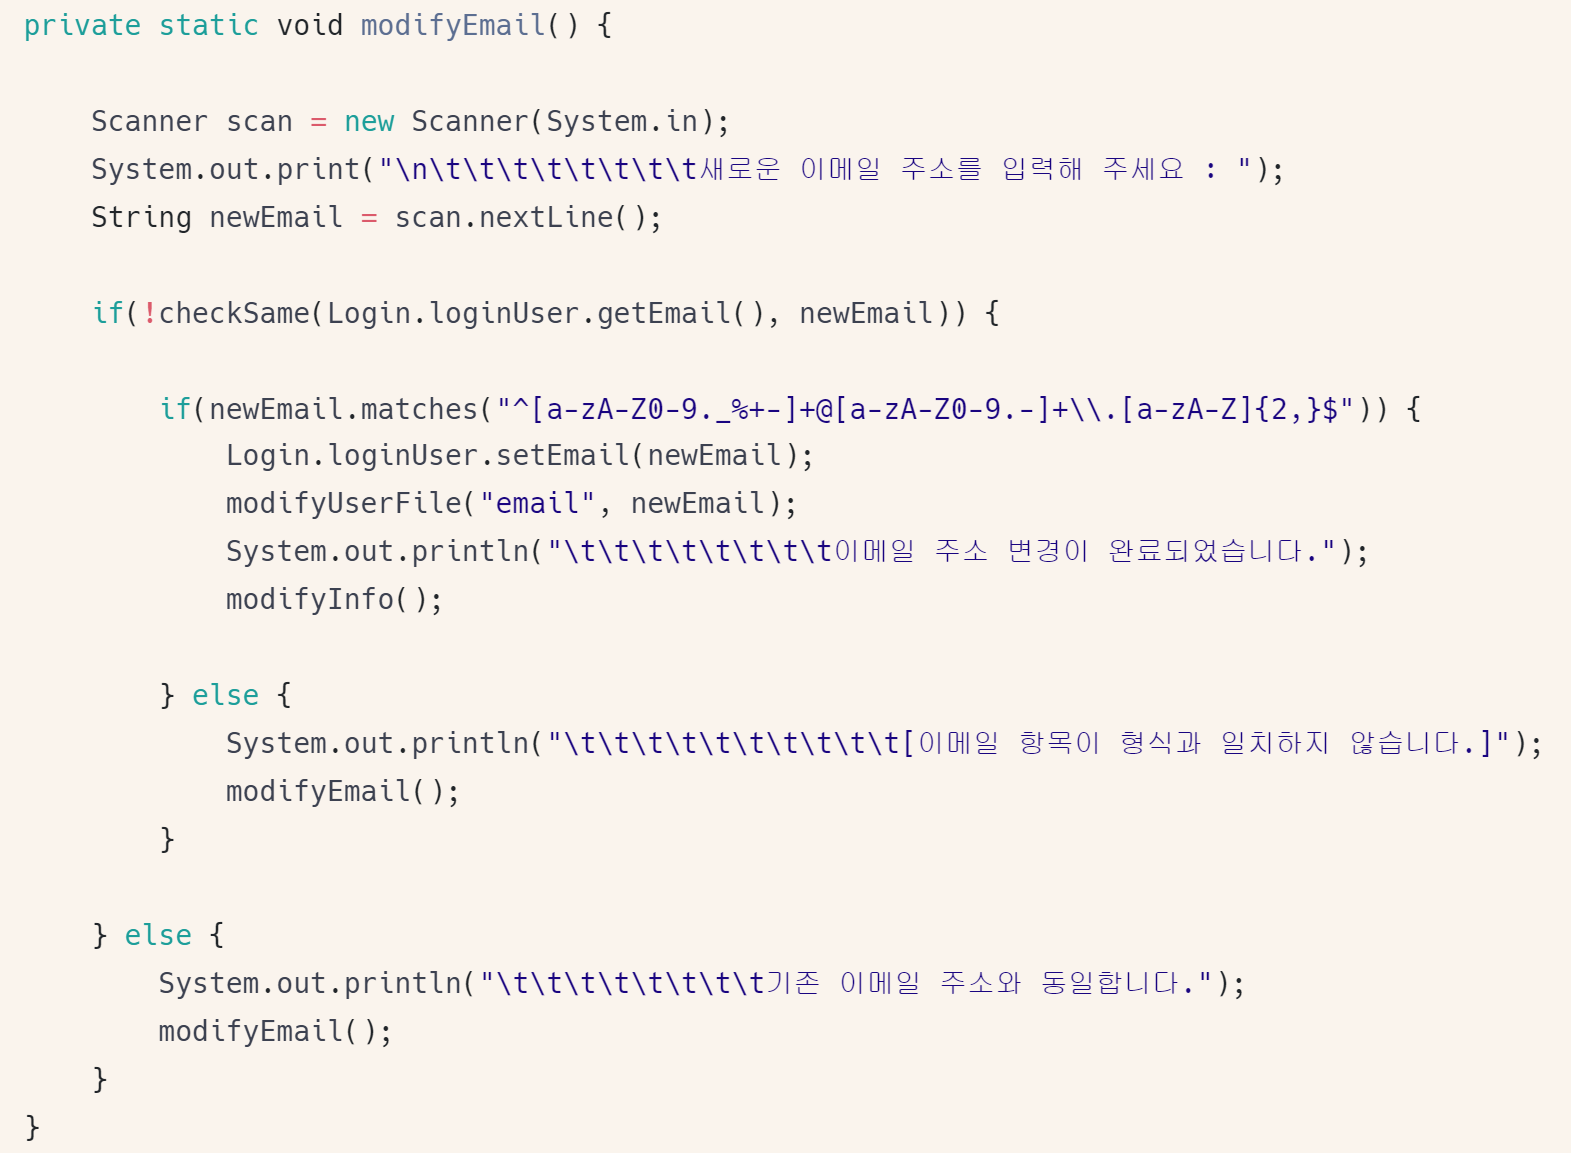 private static void modifyEmail() {
Scanner scan = new Scanner(System.in);
System.out.print("\n\t\t\t\t\t\t\t\t새로운 이메일 주소를 입력해 주세요 : ");
String newEmail = scan.nextLine();
if(!checkSame(Login.loginUser.getEmail(), newEmail)) {
if(newEmail.matches("^[a-zA-Z0-9._%+-]+@[a-zA-Z0-9.-]+\\.[a-zA-Z]{2,}$")) {
Login.loginUser.setEmail(newEmail);
modifyUserFile("email", newEmail);
System.out.println("\t\t\t\t\t\t\t\t이메일 주소 변경이 완료되었습니다.");
modifyInfo();
} else {
System.out.println("\t\t\t\t\t\t\t\t\t\t[이메일 항목이 형식과 일치하지 않습니다.]");
modifyEmail();
}
} else {
System.out.println("\t\t\t\t\t\t\t\t기존 이메일 주소와 동일합니다.");
modifyEmail();
}
}